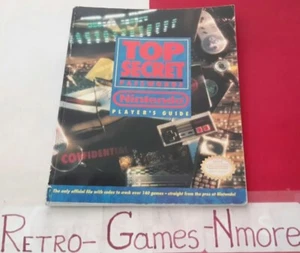 TOP
SECRET
PASSWORDS
Nintendo
PLAYER'S GUIDE
CONFIDENTIAL
The only official file with codes to crack over 140 games - straight from the pros at Nintendo!
RETRO- GAMES-NMORE